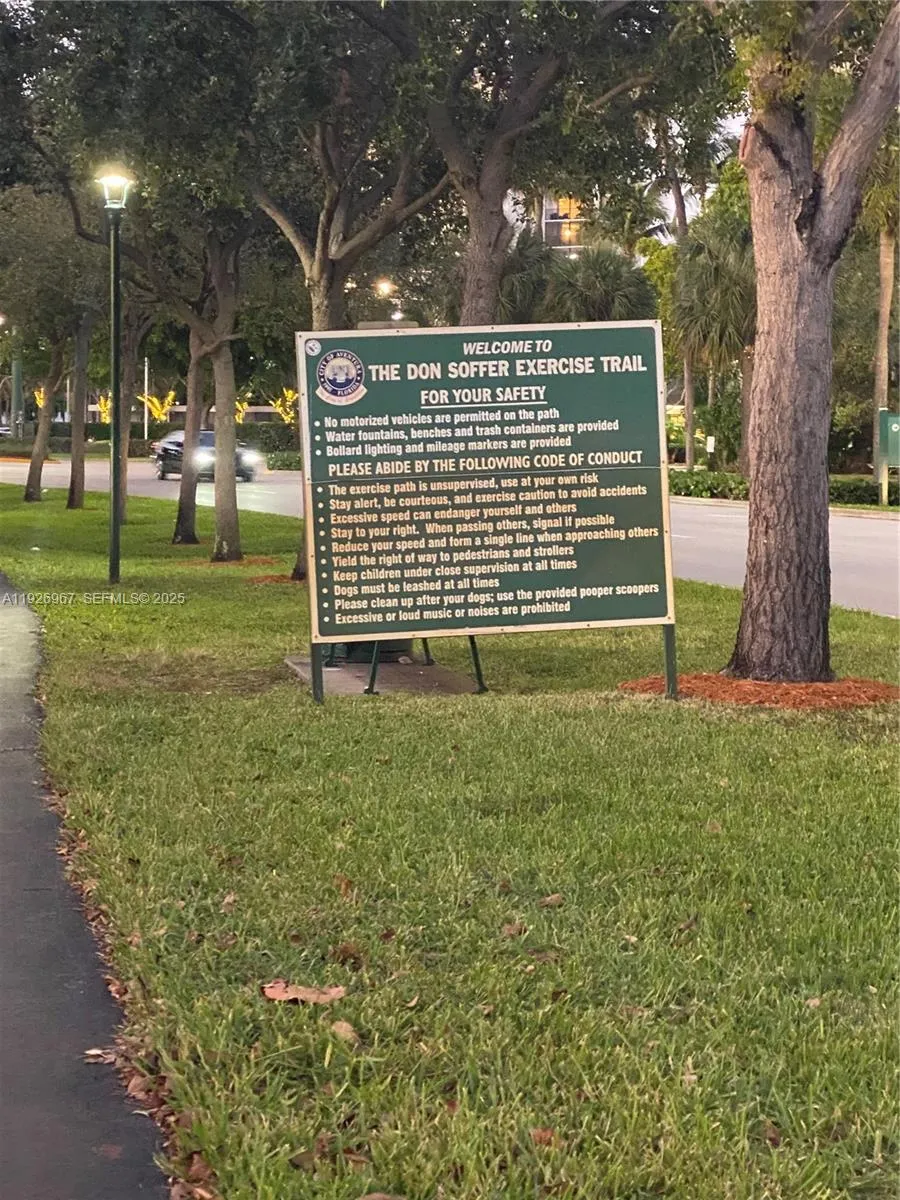 WELCOME TO
THE DON SOFFER EXERCISE TRAIL
CITY OF AVENTURA
FLORIDA
FOR YOUR SAFETY
• No motorized vehicles are permitted on the path
• Water fountains, benches and trash containers are provided
• Bollard lighting and mileage markers are provided
PLEASE ABIDE BY THE FOLLOWING CODE OF CONDUCT
• The exercise path is unsupervised, use at your own risk
• Stay alert, be courteous, and exercise caution to avoid accidents
• Excessive speed can endanger yourself and others
• Stay to your right. When passing others, signal if possible
• Reduce your speed and form a single line when approaching others
• Yield the right of way to pedestrians and strollers
• Keep children under close supervision at all times
• Dogs must be leashed at all times
• Please clean up after your dogs; use the provided pooper scoopers
• Excessive or loud music or noises are prohibited
A11926967 SEFMLS© 2025